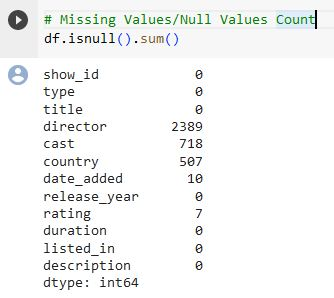 # Missing Values/Null Values Count
df.isnull().sum()
show_id 0
type 0
title 0
director 2389
cast 718
country 507
date_added 10
release_year 0
rating 7
duration 0
listed_in 0
description 0
dtype: int64